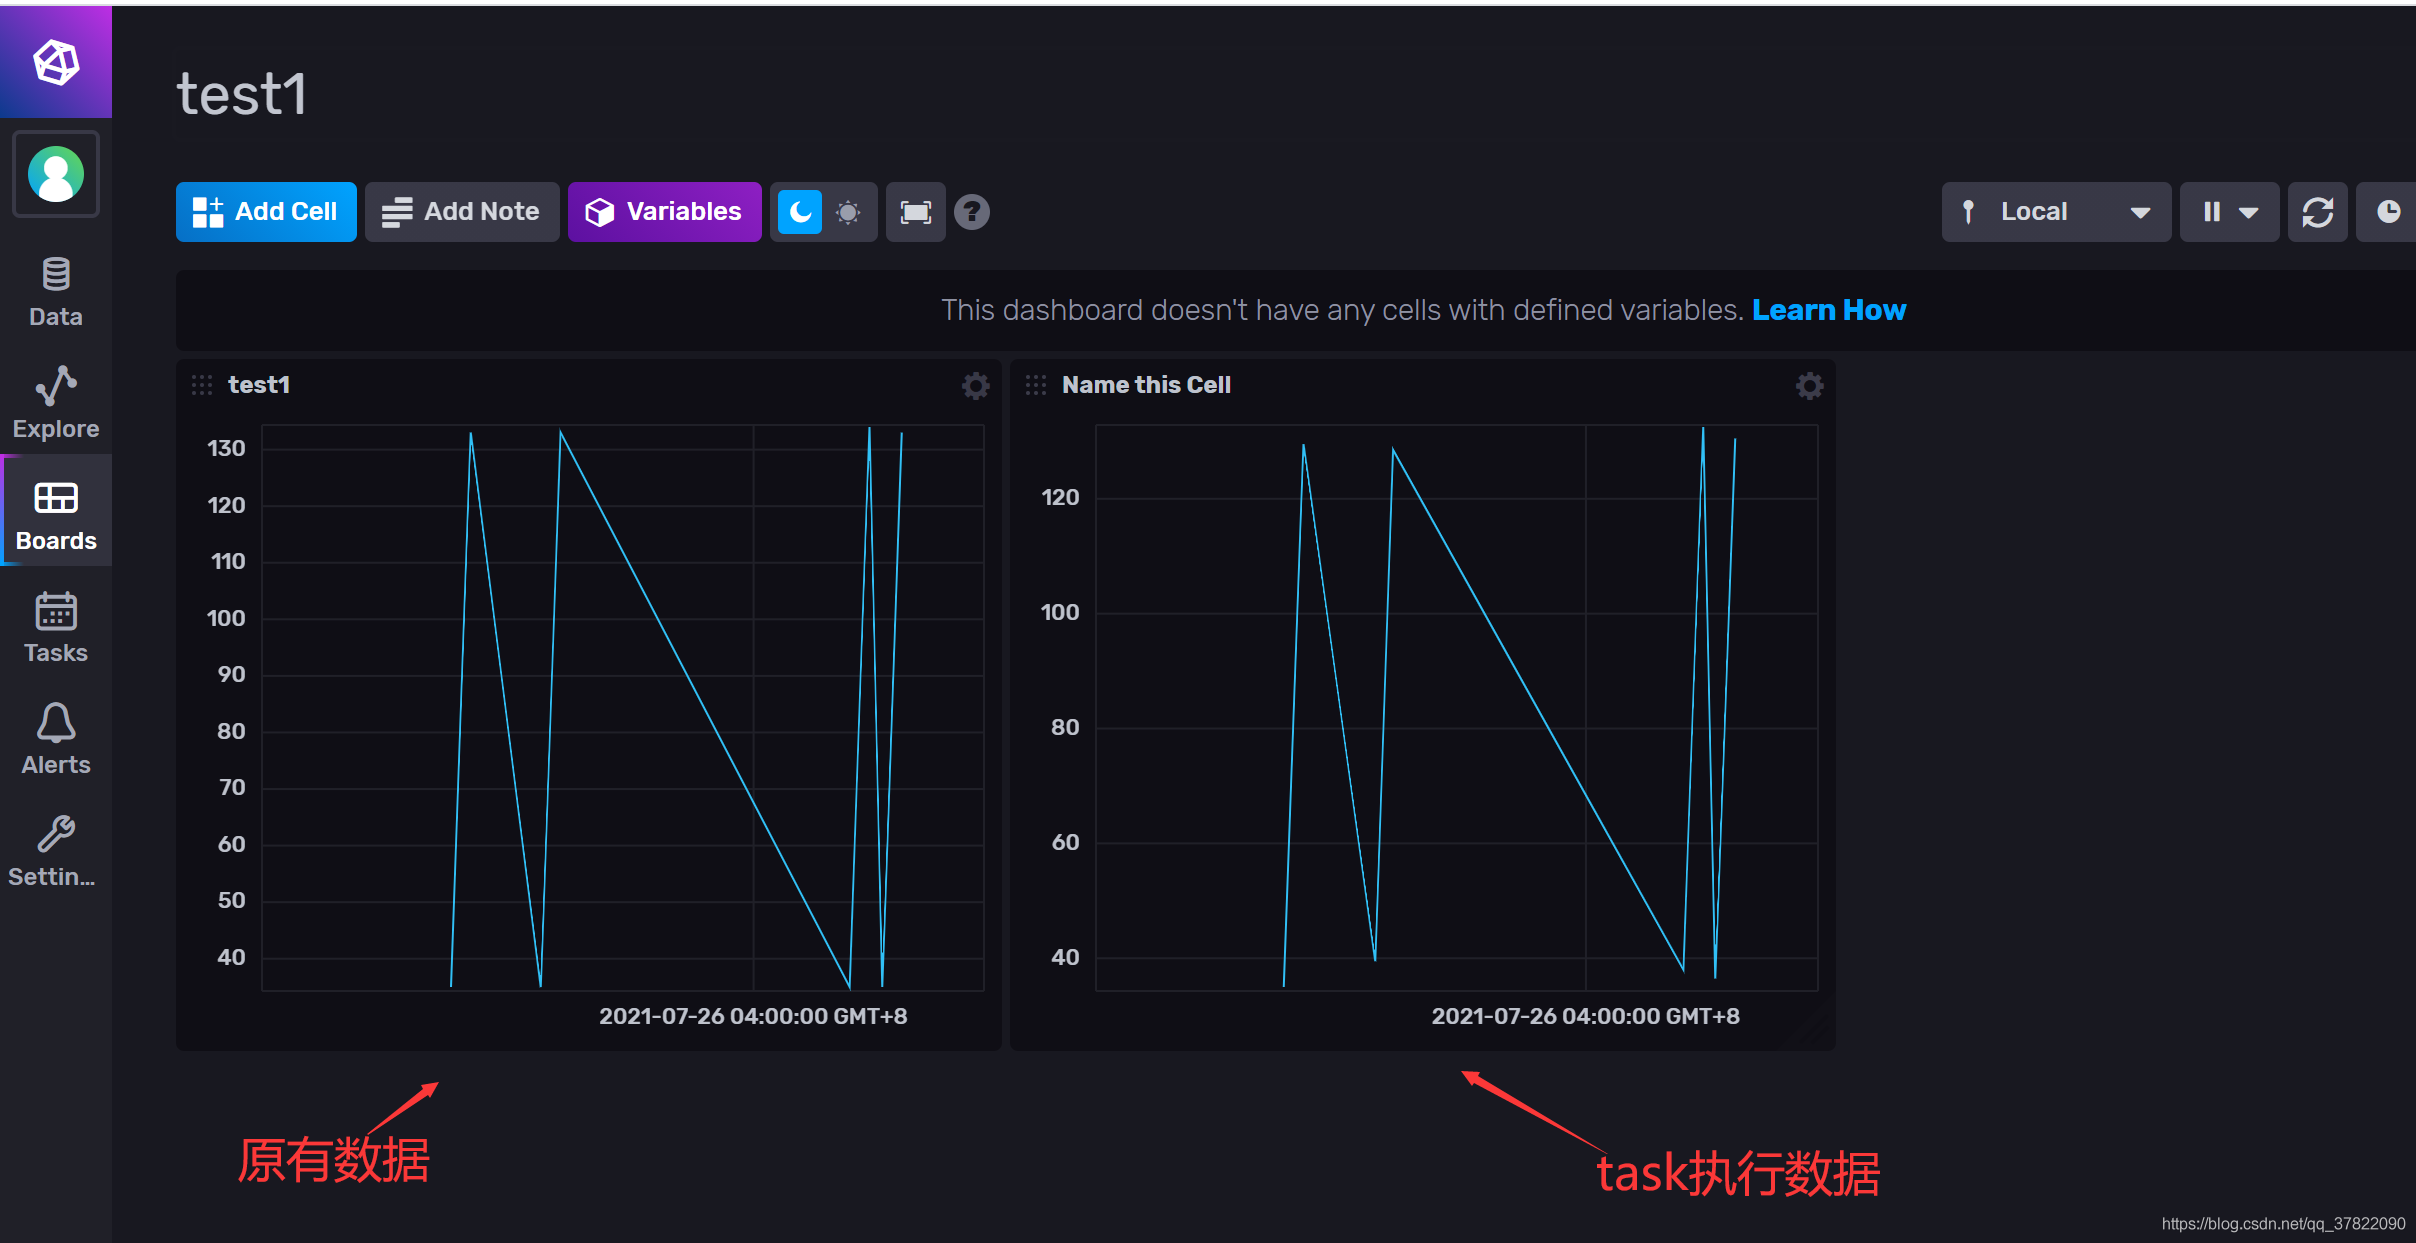 test1
Add Cell
Add Note
Variables
?
Local
This dashboard doesn't have any cells with defined variables. Learn How
Data
Explore
Boards
Tasks
Alerts
Settin...
test1
130
120
110
100
90
80
70
60
50
40
2021-07-26 04:00:00 GMT+8
Name this Cell
120
100
80
60
40
2021-07-26 04:00:00 GMT+8
原有数据
task执行数据
https://blog.csdn.net/qq_37822090